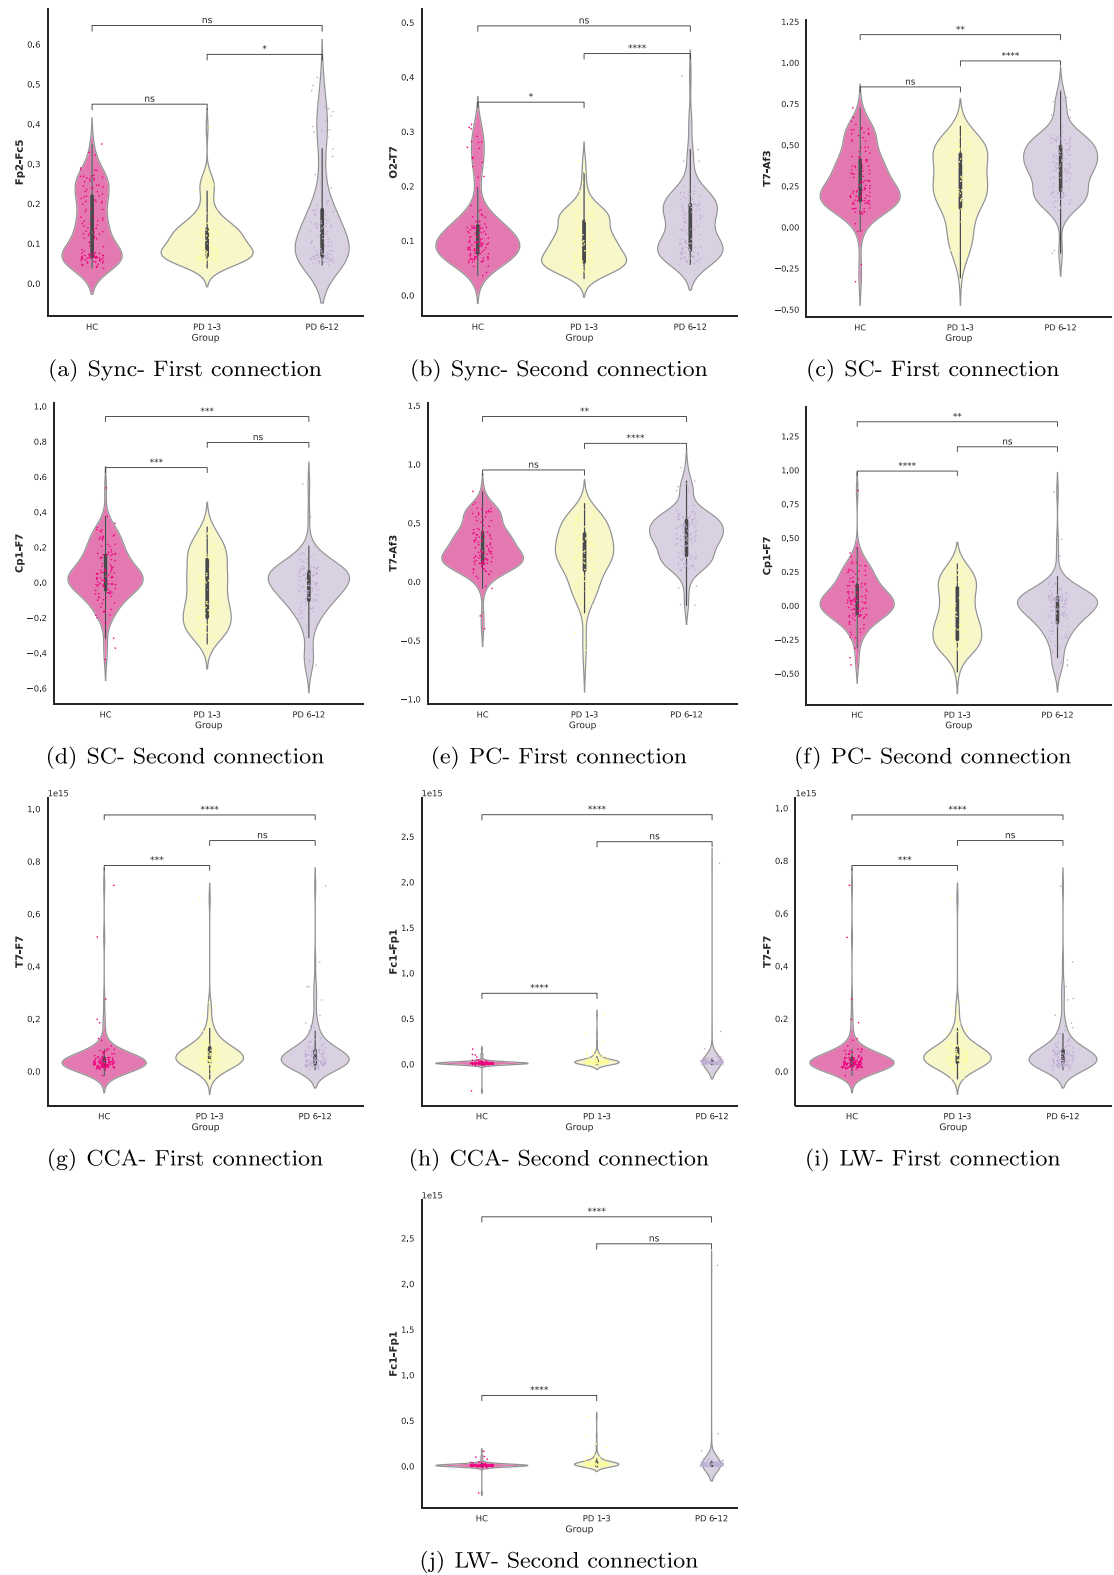 ns
*
ns
0.6
0.5
0.4
0.3
0.2
0.1
0.0
Fp2-Fc5
HC
PD 1-3
PD 6-12
Group
(a) Sync- First connection
ns
****
*
0.5
0.4
0.3
0.2
0.1
0.0
O2-T7
HC
PD 1-3
PD 6-12
Group
(b) Sync- Second connection
**
****
ns
1.25
1.00
0.75
0.50
0.25
0.00
−0.25
−0.50
T7-Af3
HC
PD 1-3
PD 6-12
Group
(c) SC- First connection
***
ns
***
1.0
0.8
0.6
0.4
0.2
0.0
−0.2
−0.4
−0.6
Cp1-F7
HC
PD 1-3
PD 6-12
Group
(d) SC- Second connection
**
****
ns
1.5
1.0
0.5
0.0
−0.5
−1.0
T7-Af3
HC
PD 1-3
PD 6-12
Group
(e) PC- First connection
**
ns
****
1.25
1.00
0.75
0.50
0.25
0.00
−0.25
−0.50
Cp1-F7
HC
PD 1-3
PD 6-12
Group
(f) PC- Second connection
1e15
****
ns
***
1.0
0.8
0.6
0.4
0.2
0.0
T7-F7
HC
PD 1-3
PD 6-12
Group
(g) CCA- First connection
1e15
****
ns
****
2.5
2.0
1.5
1.0
0.5
0.0
Fc1-Fp1
HC
PD 1-3
PD 6-12
Group
(h) CCA- Second connection
1e15
****
ns
***
1.0
0.8
0.6
0.4
0.2
0.0
T7-F7
HC
PD 1-3
PD 6-12
Group
(i) LW- First connection
1e15
****
ns
****
2.5
2.0
1.5
1.0
0.5
0.0
Fc1-Fp1
HC
PD 1-3
PD 6-12
Group
(j) LW- Second connection